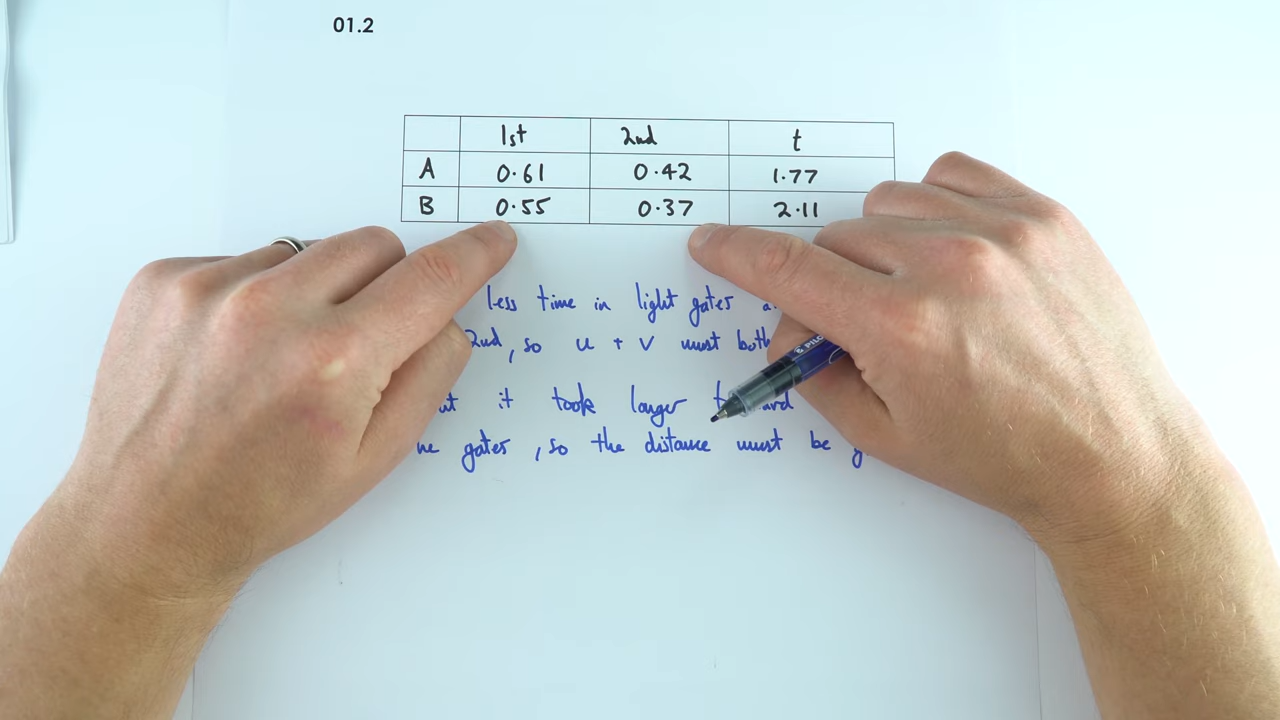 01.2
1st 2nd t
A 0.61 0.42 1.77
B 0.55 0.37 2.11
less time in light gates
2nd, so u + v must both
it took longer
gates, so the distance must be